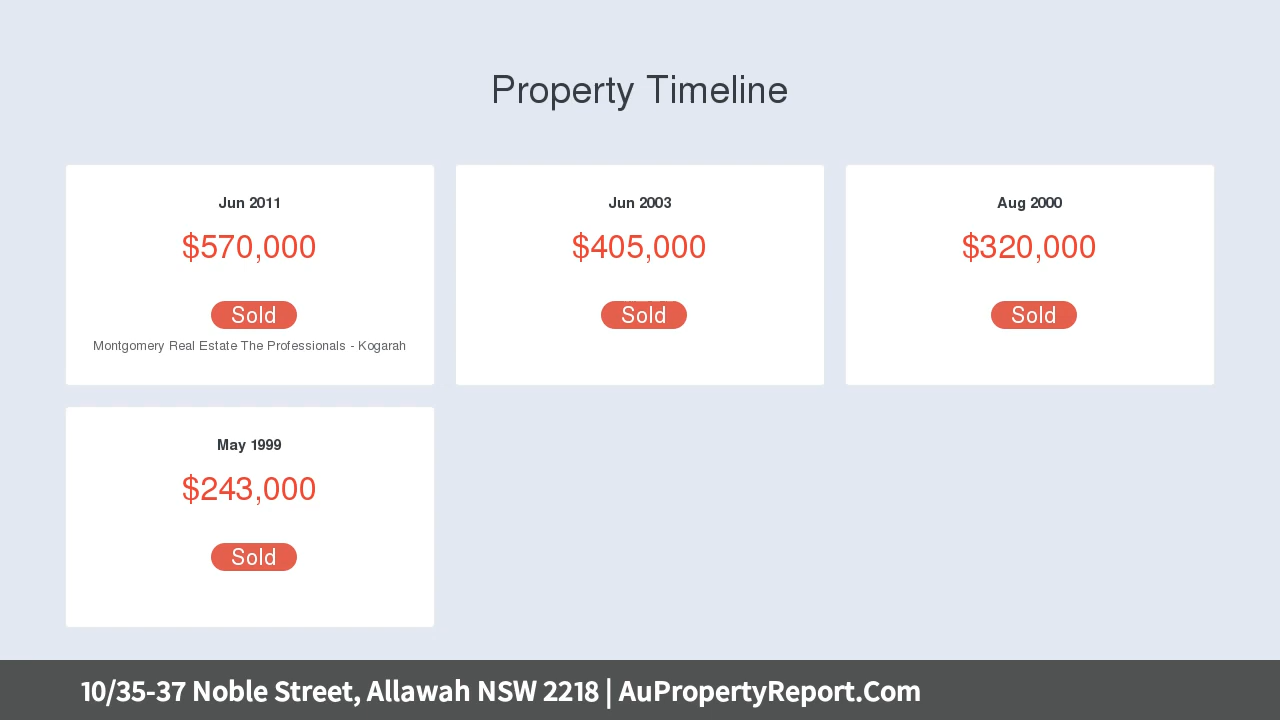 Property Timeline
Jun 2011
$570,000
Sold
Montgomery Real Estate The Professionals - Kogarah
Jun 2003
$405,000
Sold
Aug 2000
$320,000
Sold
May 1999
$243,000
Sold
10/35-37 Noble Street, Allawah NSW 2218 | AuPropertyReport.Com